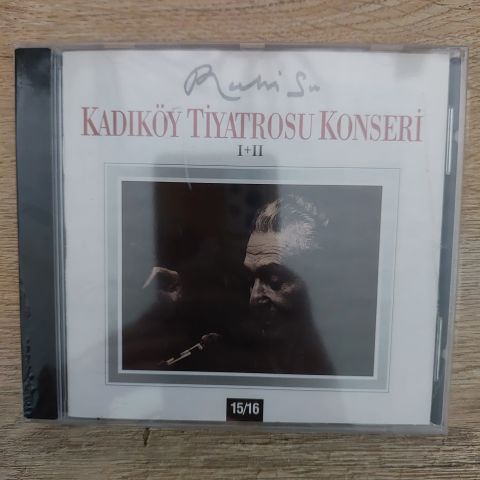 Ruhi Su
KADIKÖY TİYATROSU KONSERİ
I+II
15/16